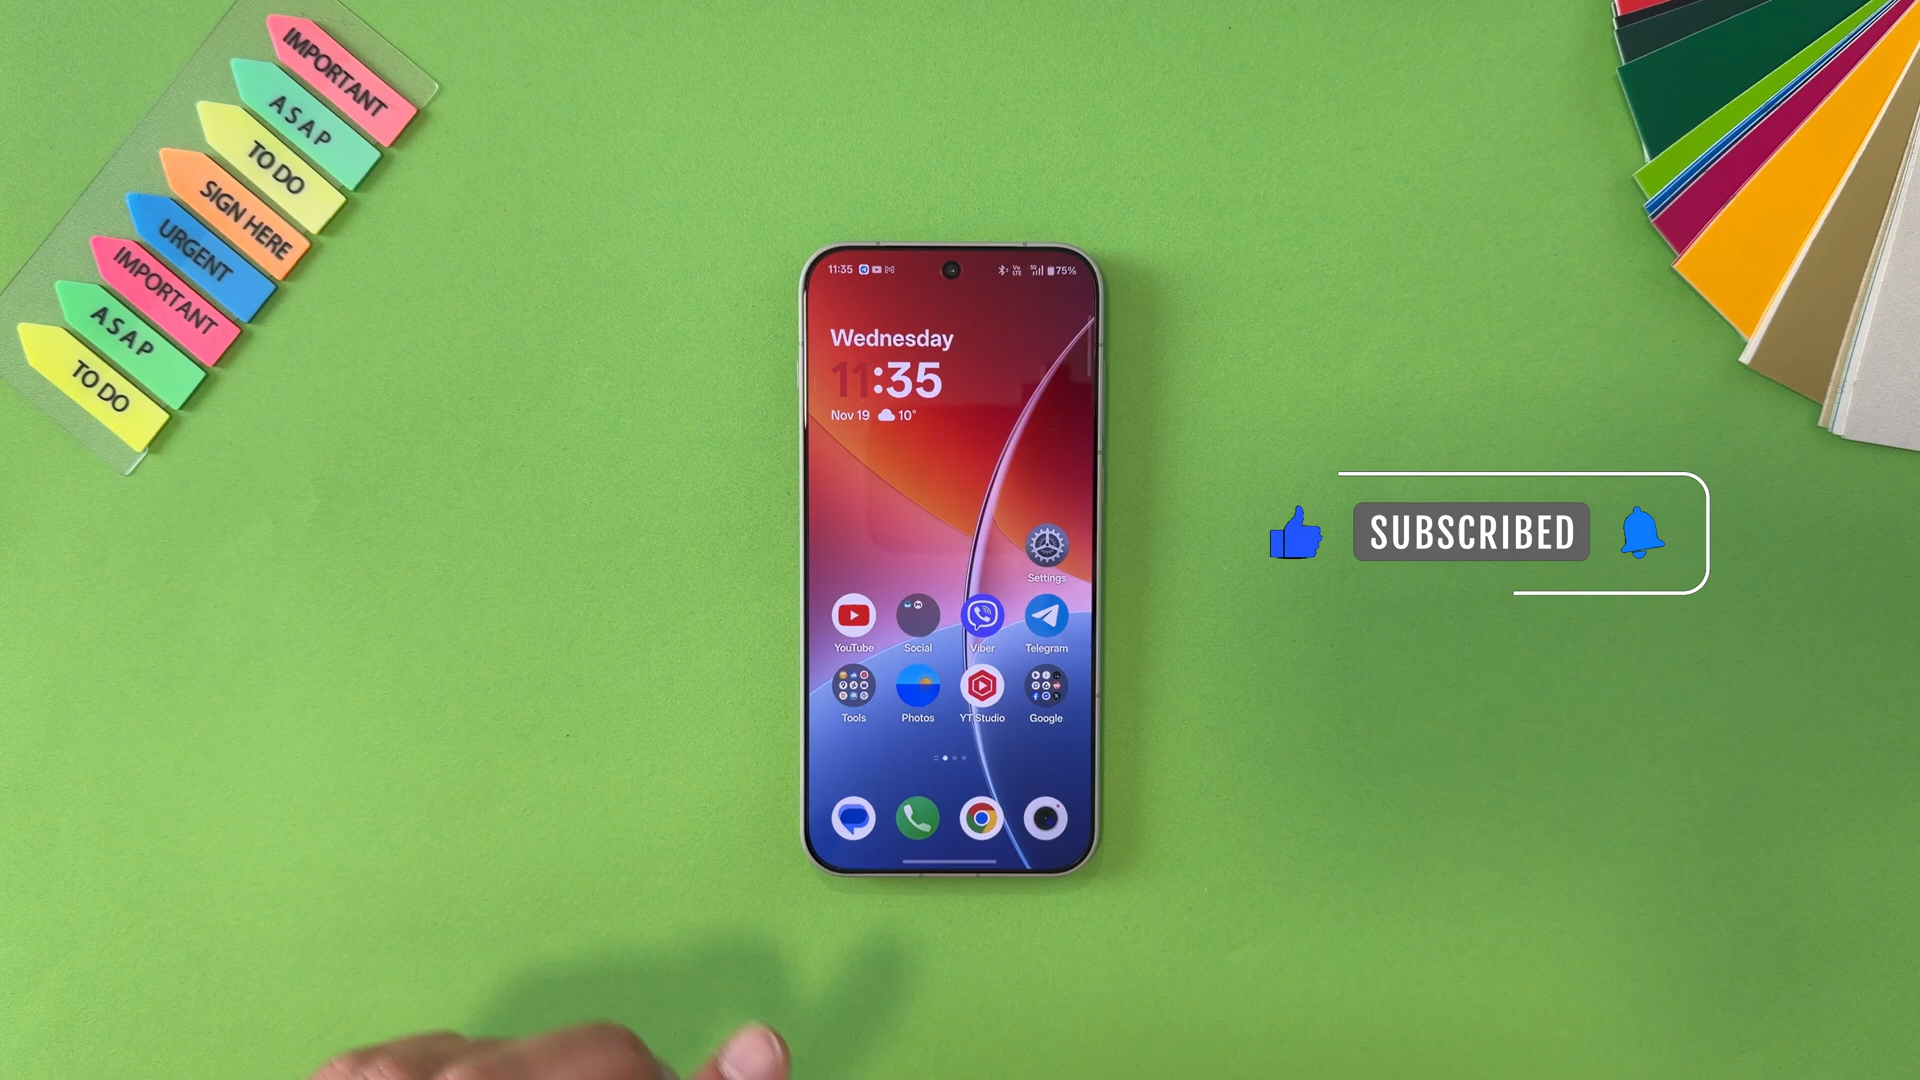 IMPORTANT
ASAP
TO DO
SIGN HERE
URGENT
IMPORTANT
ASAP
TO DO
11:35
5G
75%
Wednesday
11:35
Nov 19 10°
Settings
YouTube
Social
Viber
Telegram
Tools
Photos
YT Studio
Google
SUBSCRIBED